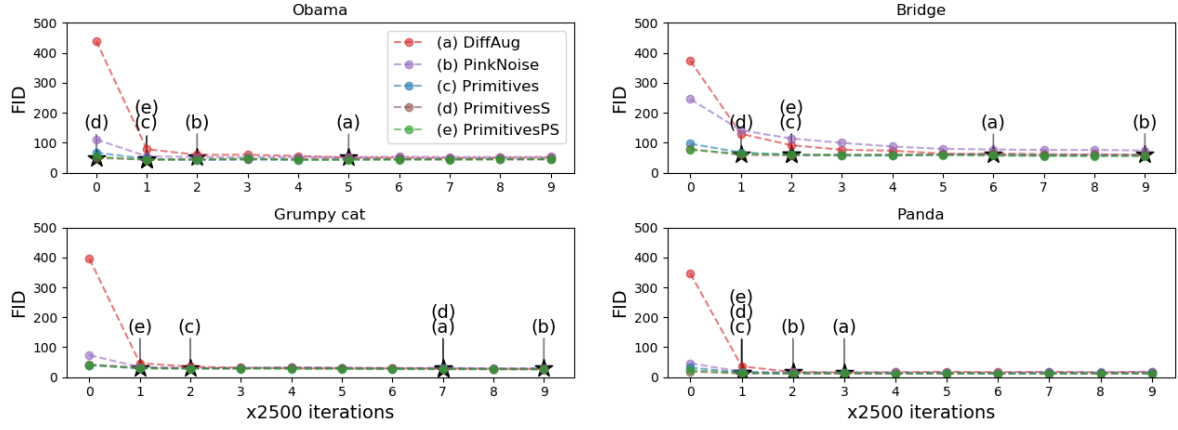 Obama
500
400
300
200
100
0
FID
(d)
(e)
(c)
(b)
(a)
(a) DiffAug
(b) PinkNoise
(c) Primitives
(d) PrimitivesS
(e) PrimitivesPS
0 1 2 3 4 5 6 7 8 9
Bridge
500
400
300
200
100
0
FID
(d)
(e)
(c)
(a)
(b)
0 1 2 3 4 5 6 7 8 9
Grumpy cat
500
400
300
200
100
0
FID
(e)
(c)
(d)
(a)
(b)
0 1 2 3 4 5 6 7 8 9
x2500 iterations
Panda
500
400
300
200
100
0
FID
(e)
(d)
(c)
(b)
(a)
0 1 2 3 4 5 6 7 8 9
x2500 iterations